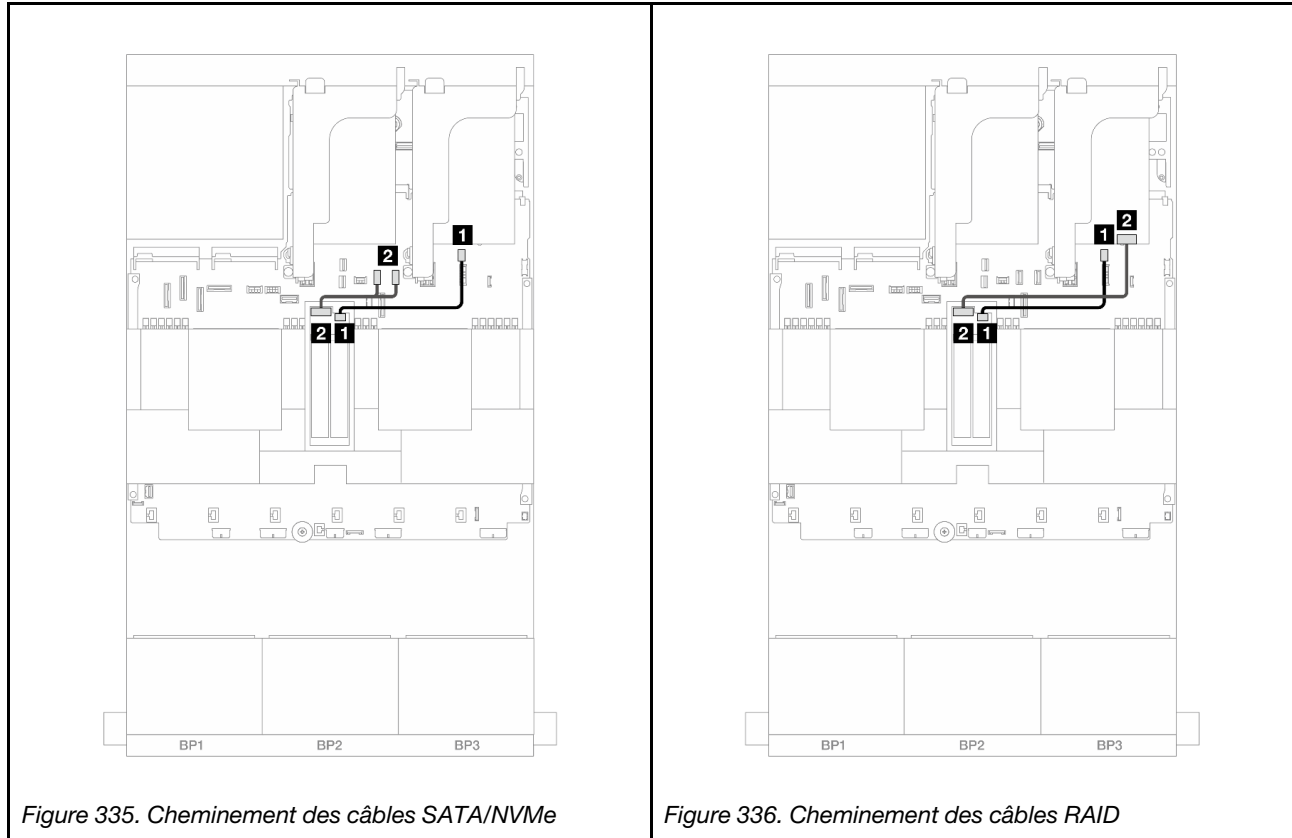 1
2
2 1
BP1 BP2 BP3
Figure 335. Cheminement des câbles SATA/NVMe
2
1
2 1
BP1 BP2 BP3
Figure 336. Cheminement des câbles RAID